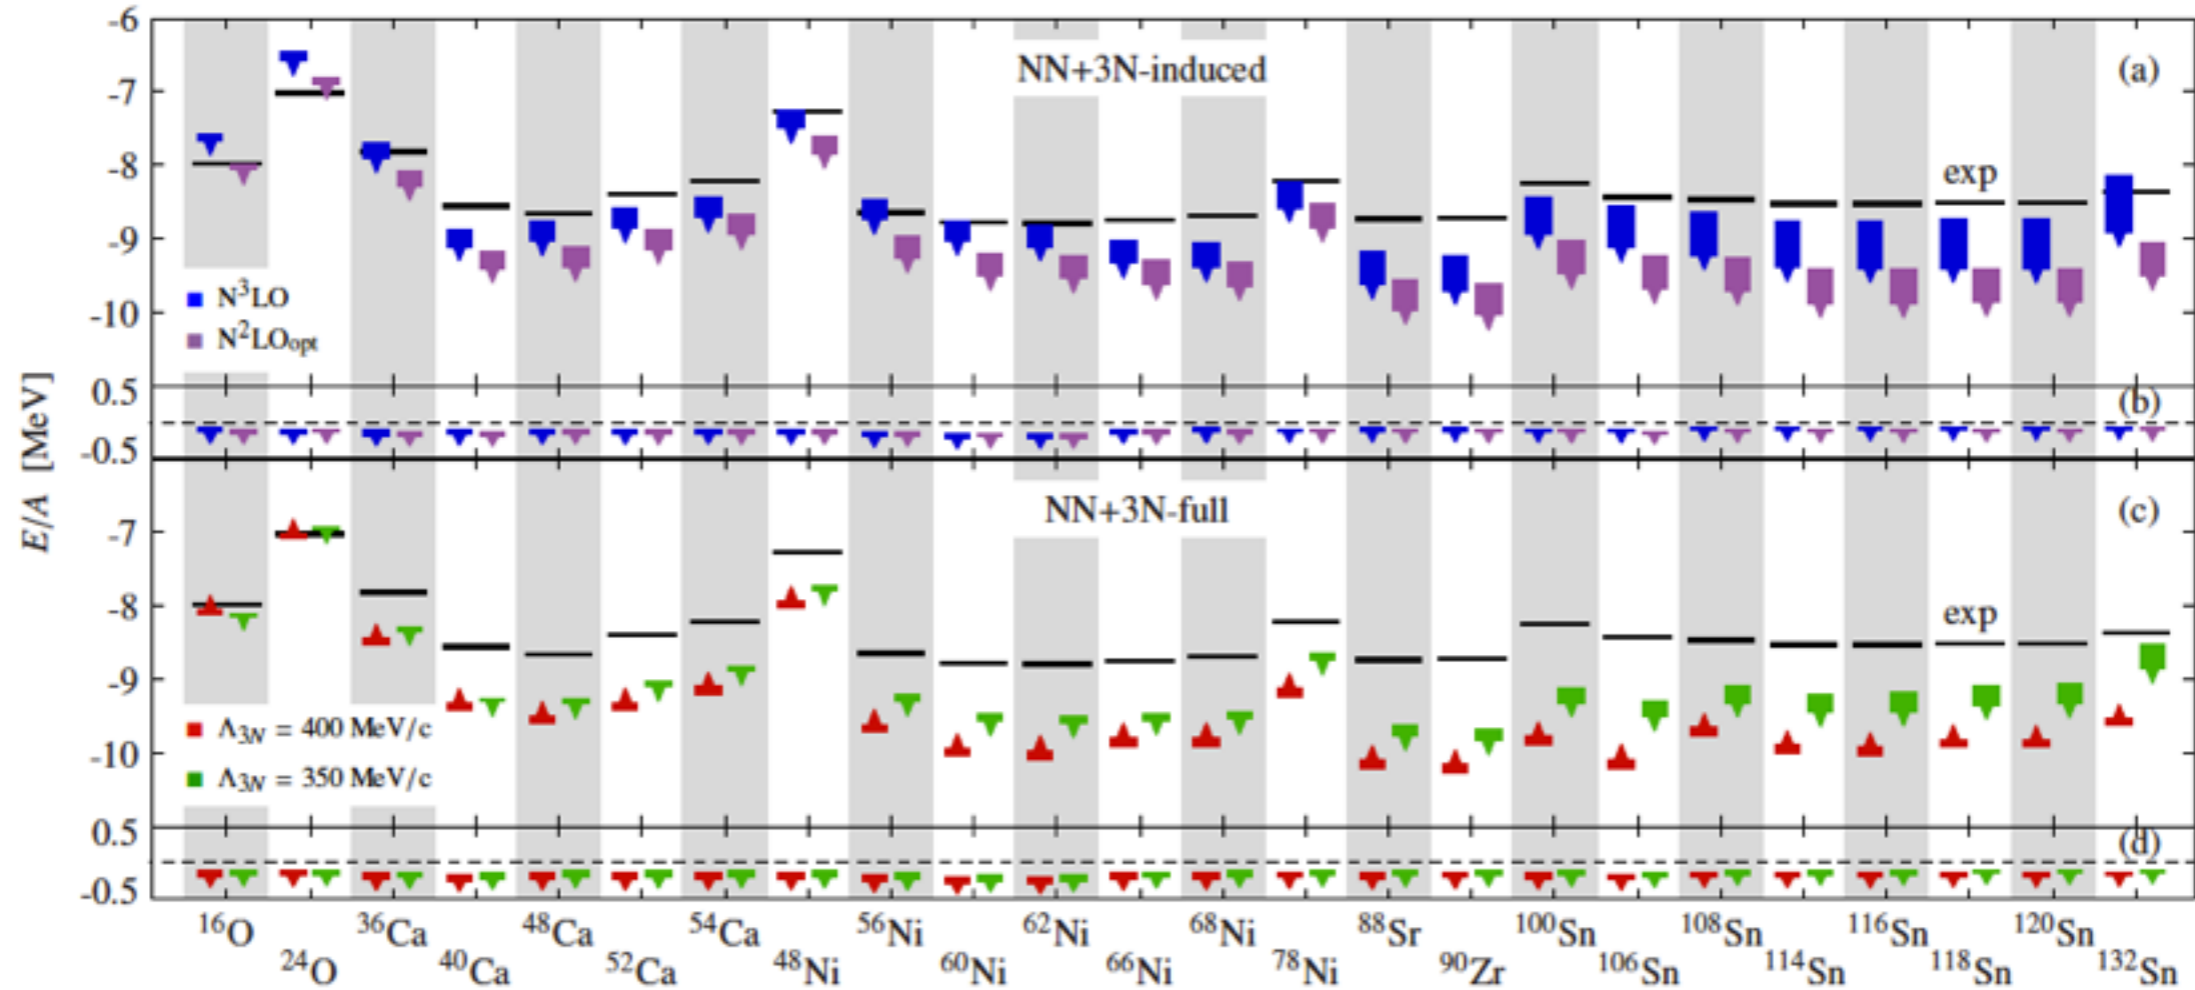 -6
NN+3N-induced
(a)
-7
-8
exp
-9
N³LO
-10
N²LOopt
0.5
(b)
-0.5
E/A [MeV]
NN+3N-full
(c)
-7
-8
exp
-9
Λ3N = 400 MeV/c
-10
Λ3N = 350 MeV/c
0.5
(d)
-0.5
¹⁶O ³⁶Ca ⁴⁸Ca ⁵⁴Ca ⁵⁶Ni ⁶²Ni ⁶⁸Ni ⁸⁸Sr ¹⁰⁰Sn ¹⁰⁸Sn ¹¹⁶Sn ¹²⁰Sn
²⁴O ⁴⁰Ca ⁵²Ca ⁴⁸Ni ⁶⁰Ni ⁶⁶Ni ⁷⁸Ni ⁹⁰Zr ¹⁰⁶Sn ¹¹⁴Sn ¹¹⁸Sn ¹³²Sn